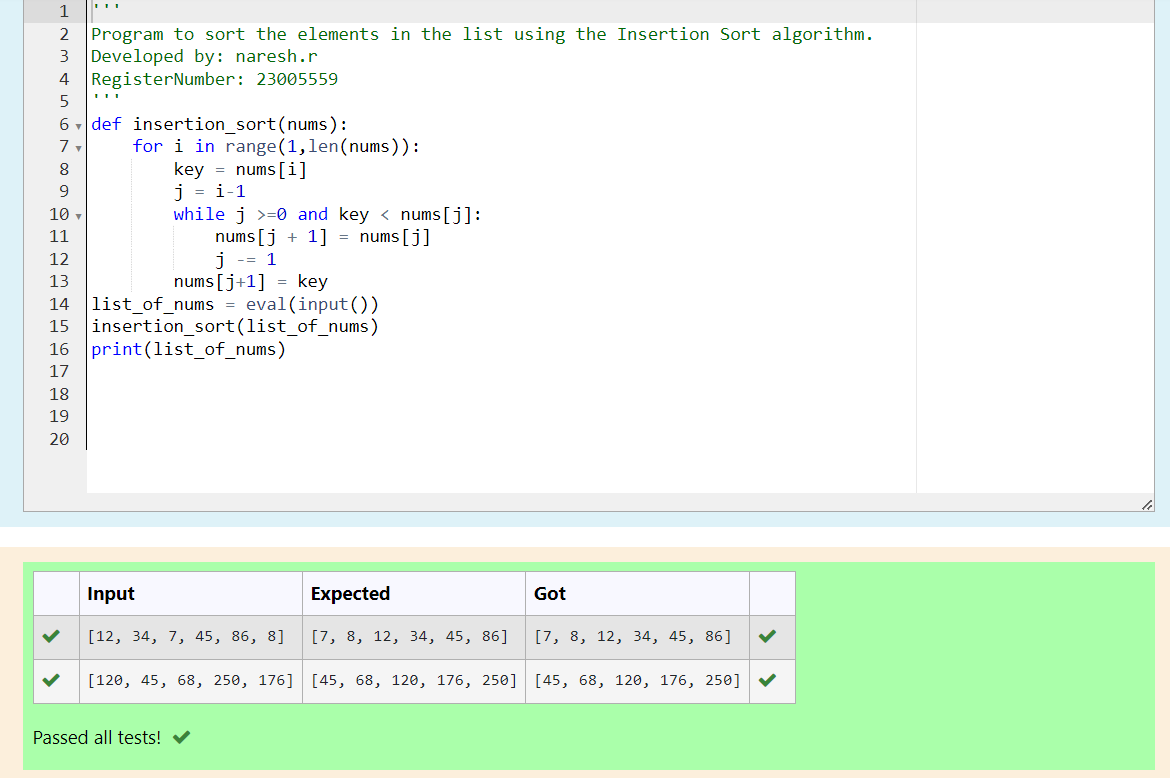 1 '''
2 Program to sort the elements in the list using the Insertion Sort algorithm.
3 Developed by: naresh.r
4 RegisterNumber: 23005559
5 '''
6 def insertion_sort(nums):
7     for i in range(1,len(nums)):
8         key = nums[i]
9         j = i-1
10         while j >=0 and key < nums[j]:
11             nums[j + 1] = nums[j]
12             j -= 1
13         nums[j+1] = key
14 list_of_nums = eval(input())
15 insertion_sort(list_of_nums)
16 print(list_of_nums)
17
18
19
20
Input Expected Got
[12, 34, 7, 45, 86, 8] [7, 8, 12, 34, 45, 86] [7, 8, 12, 34, 45, 86]
[120, 45, 68, 250, 176] [45, 68, 120, 176, 250] [45, 68, 120, 176, 250]
Passed all tests!